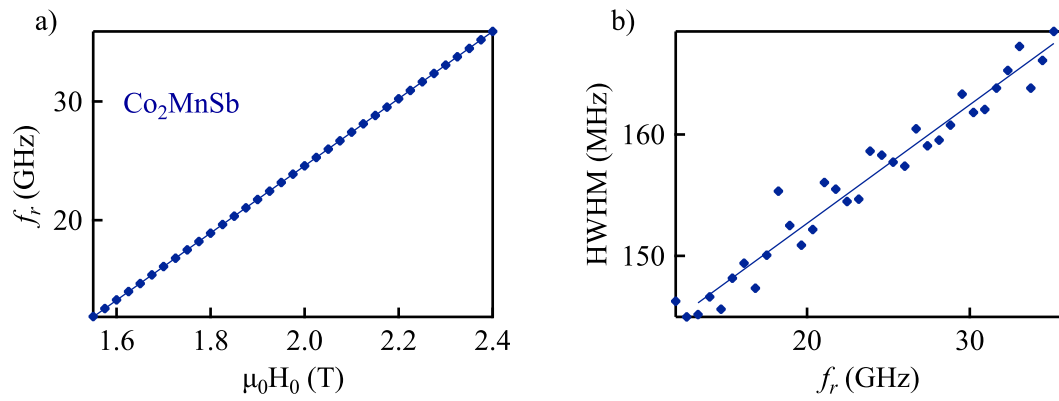 a)
Co₂MnSb
30
20
fᵣ (GHz)
1.6
1.8
2.0
2.2
2.4
μ₀H₀ (T)
b)
160
150
HWHM (MHz)
20
30
fᵣ (GHz)